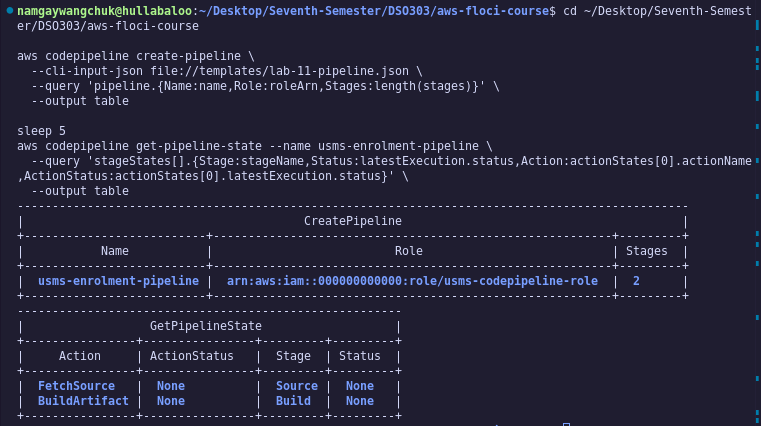 namgaywangchuk@hullabaloo:~/Desktop/Seventh-Semester/DSO303/aws-floci-course$ cd ~/Desktop/Seventh-Semest
er/DSO303/aws-floci-course

aws codepipeline create-pipeline \
  --cli-input-json file://templates/lab-11-pipeline.json \
  --query 'pipeline.{Name:name,Role:roleArn,Stages:length(stages)}' \
  --output table

sleep 5
aws codepipeline get-pipeline-state --name usms-enrolment-pipeline \
  --query 'stageStates[].{Stage:stageName,Status:latestExecution.status,Action:actionStates[0].actionName
,ActionStatus:actionStates[0].latestExecution.status}' \
  --output table
------------------------------------------------------------------------------------------------
|                                        CreatePipeline                                        |
+--------------------------+---------------------------------------------------------+---------+
|           Name           |                          Role                           | Stages  |
+--------------------------+---------------------------------------------------------+---------+
|  usms-enrolment-pipeline |  arn:aws:iam::000000000000:role/usms-codepipeline-role  |  2      |
+--------------------------+---------------------------------------------------------+---------+
-------------------------------------------------------
|                  GetPipelineState                   |
+----------------+----------------+---------+---------+
|     Action     | ActionStatus   |  Stage  | Status  |
+----------------+----------------+---------+---------+
|  FetchSource   |  None          |  Source |  None   |
|  BuildArtifact |  None          |  Build  |  None   |
+----------------+----------------+---------+---------+